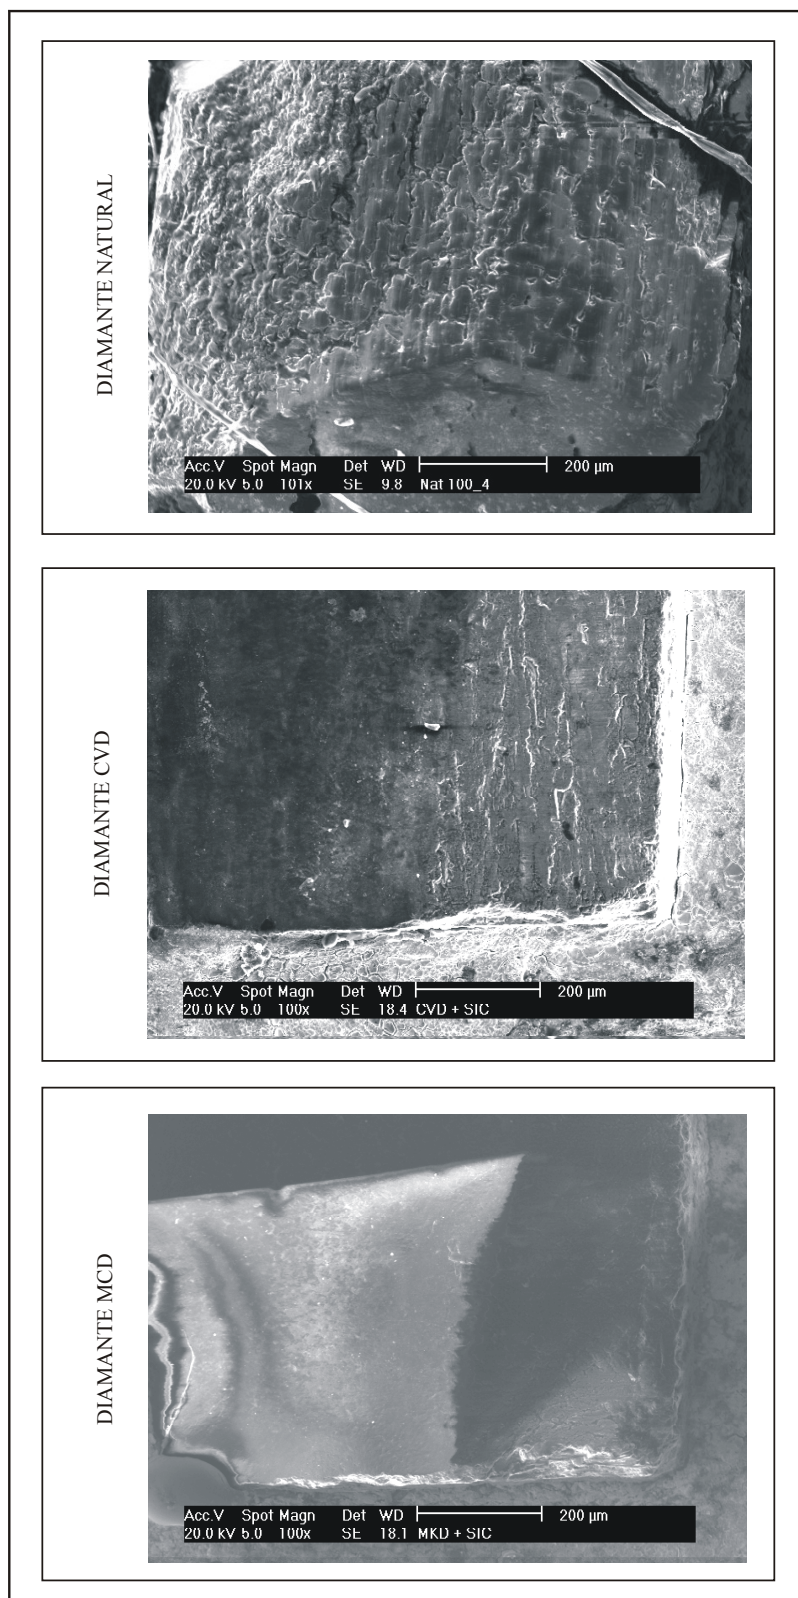 DIAMANTE NATURAL
Acc.V Spot Magn Det WD 200 µm
20.0 kV 5.0 101x SE 9.8 Nat 100_4
DIAMANTE CVD
Acc.V Spot Magn Det WD 200 µm
20.0 kV 5.0 100x SE 18.4 CVD + SIC
DIAMANTE MCD
Acc.V Spot Magn Det WD 200 µm
20.0 kV 5.0 100x SE 18.1 MKD + SIC